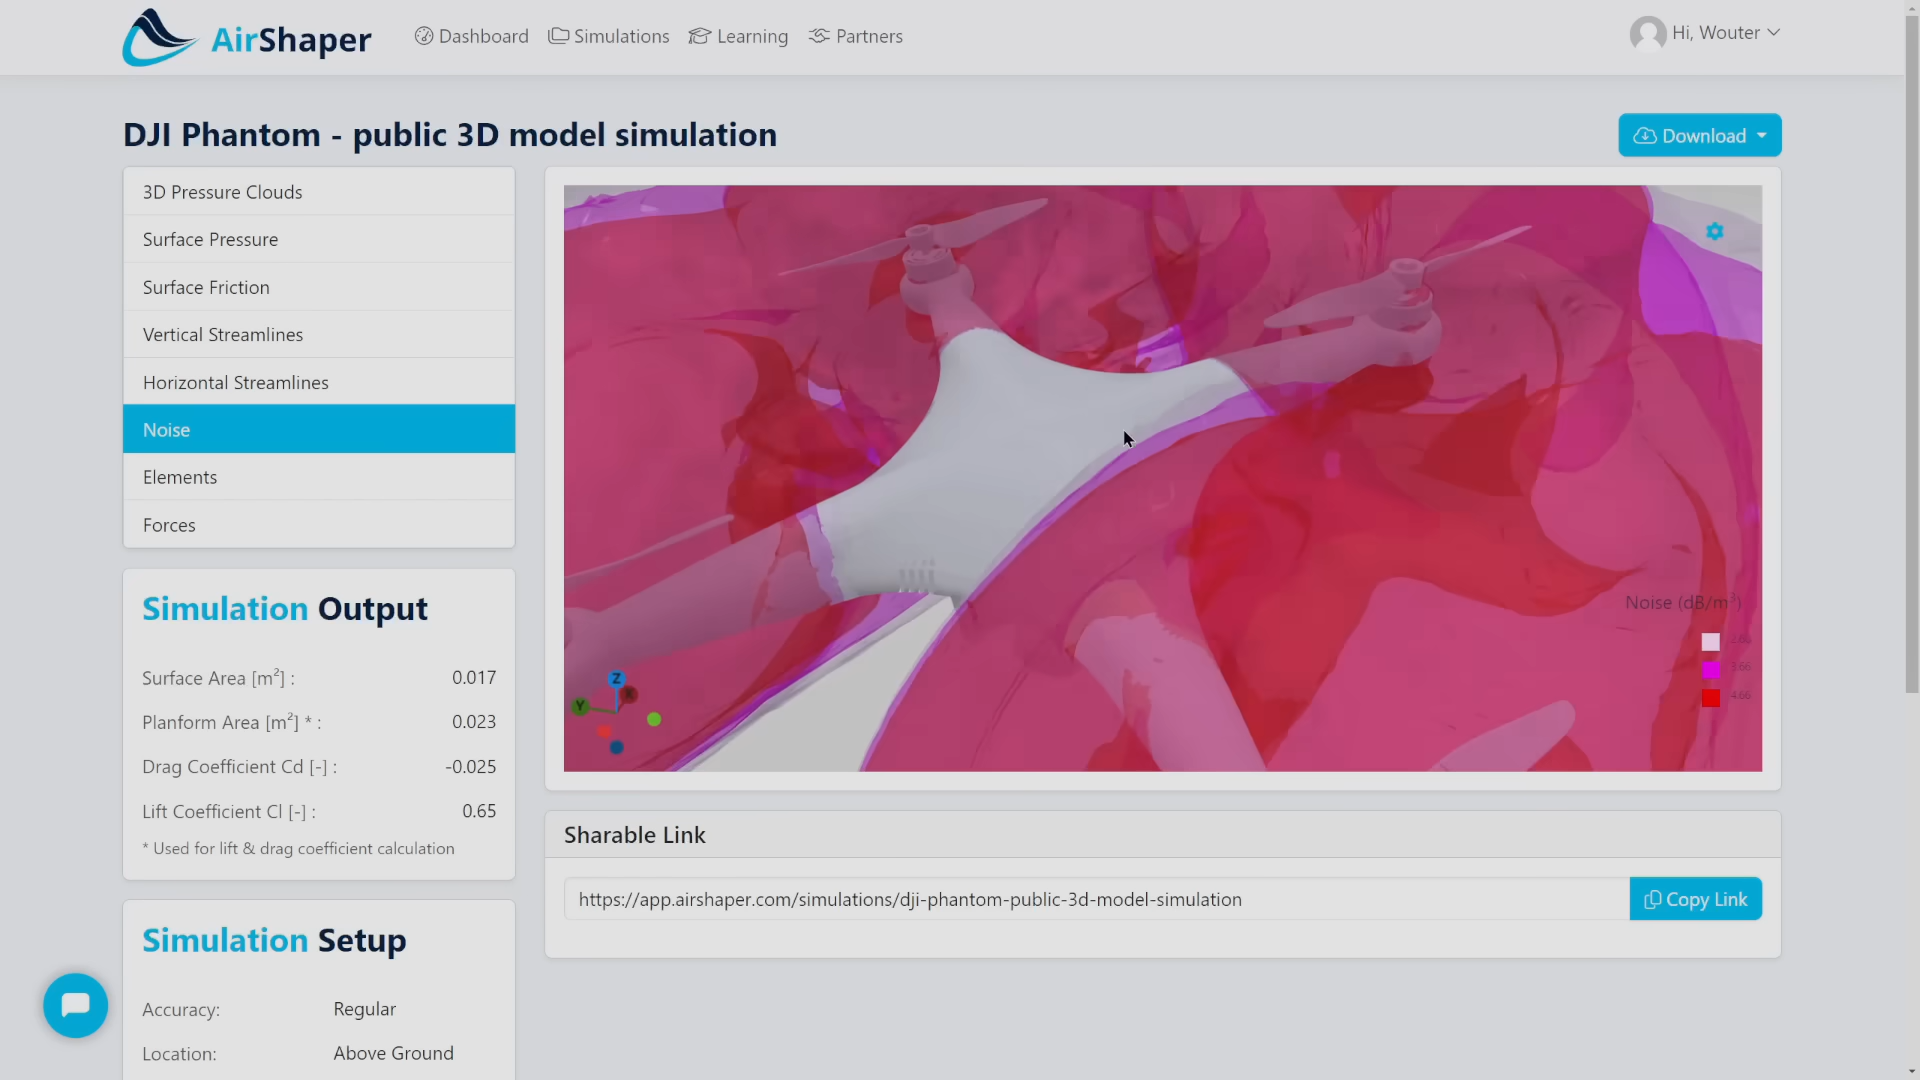 AirShaper
Dashboard
Simulations
Learning
Partners
Hi, Wouter
DJI Phantom - public 3D model simulation
Download
3D Pressure Clouds
Surface Pressure
Surface Friction
Vertical Streamlines
Horizontal Streamlines
Noise
Elements
Forces
Noise (dB/m³)
3.66
4.66
Z
X
Y
Simulation Output
Surface Area [m²] : 0.017
Planform Area [m²] * : 0.023
Drag Coefficient Cd [-] : -0.025
Lift Coefficient Cl [-] : 0.65
* Used for lift & drag coefficient calculation
Sharable Link
https://app.airshaper.com/simulations/dji-phantom-public-3d-model-simulation
Copy Link
Simulation Setup
Accuracy: Regular
Location: Above Ground